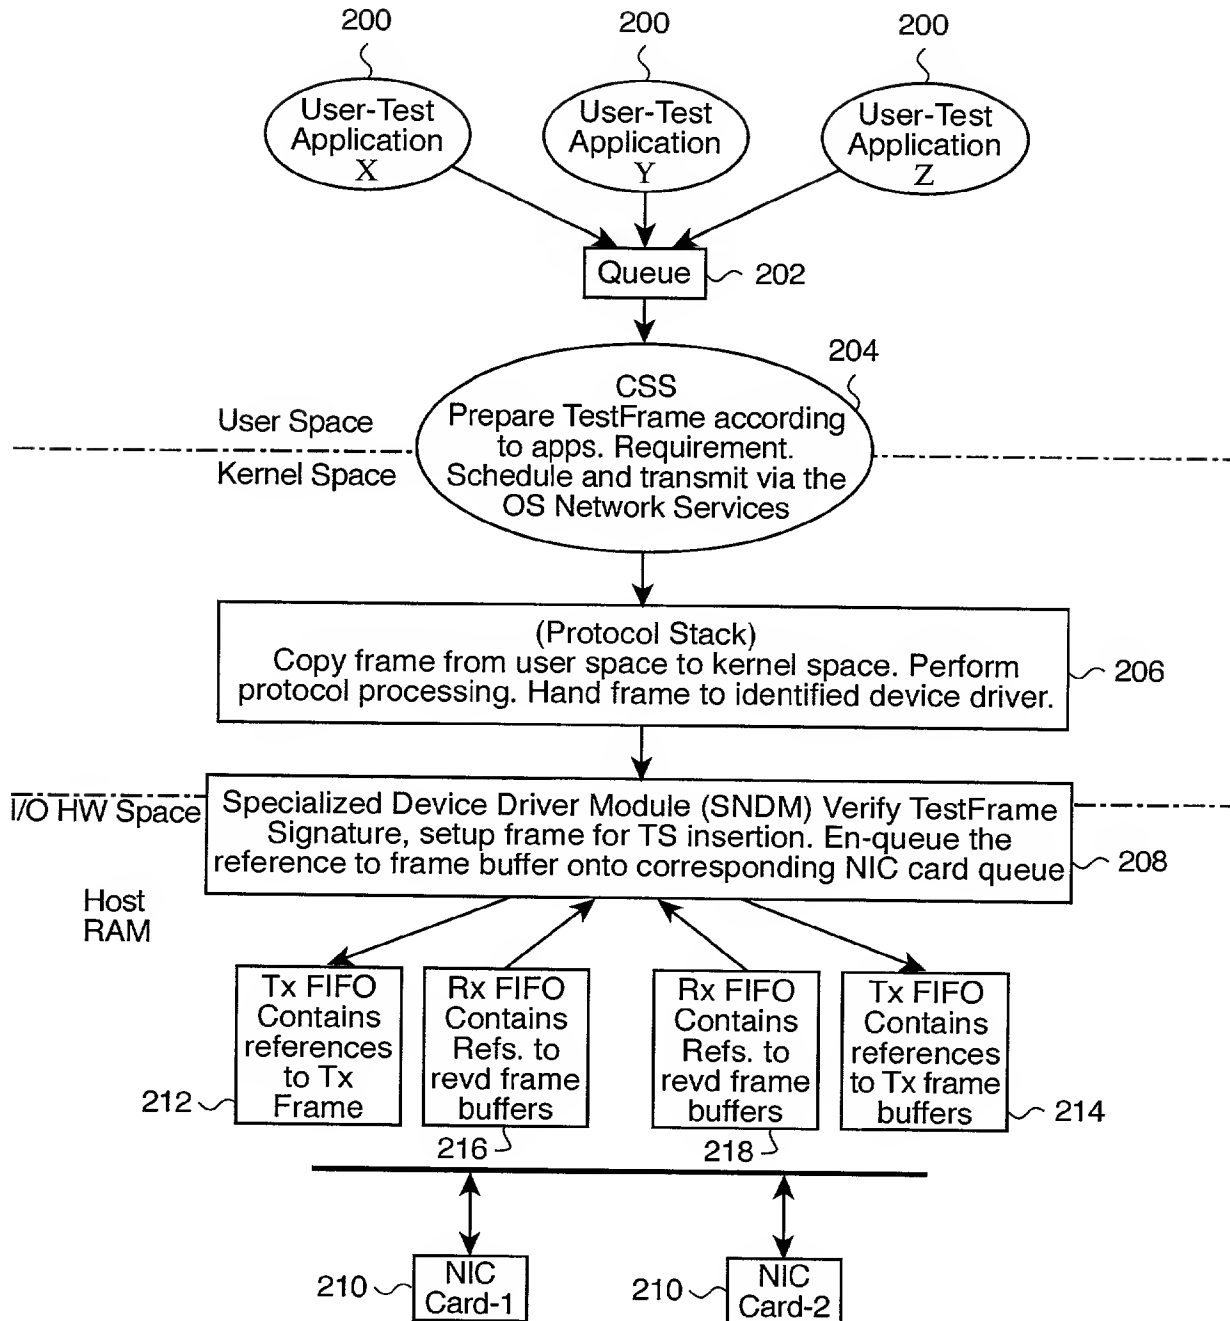 200
200
200
User-Test
Application
X
User-Test
Application
Y
User-Test
Application
Z
Queue
202
204
CSS
Prepare TestFrame according
to apps. Requirement.
Schedule and transmit via the
OS Network Services
User Space
Kernel Space
(Protocol Stack)
Copy frame from user space to kernel space. Perform
protocol processing. Hand frame to identified device driver.
206
I/O HW Space
Specialized Device Driver Module (SNDM) Verify TestFrame
Signature, setup frame for TS insertion. En-queue the
reference to frame buffer onto corresponding NIC card queue
208
Host
RAM
Tx FIFO
Contains
references
to Tx
Frame
212
Rx FIFO
Contains
Refs. to
revd frame
buffers
216
Rx FIFO
Contains
Refs. to
revd frame
buffers
218
Tx FIFO
Contains
references
to Tx frame
buffers
214
210
NIC
Card-1
210
NIC
Card-2